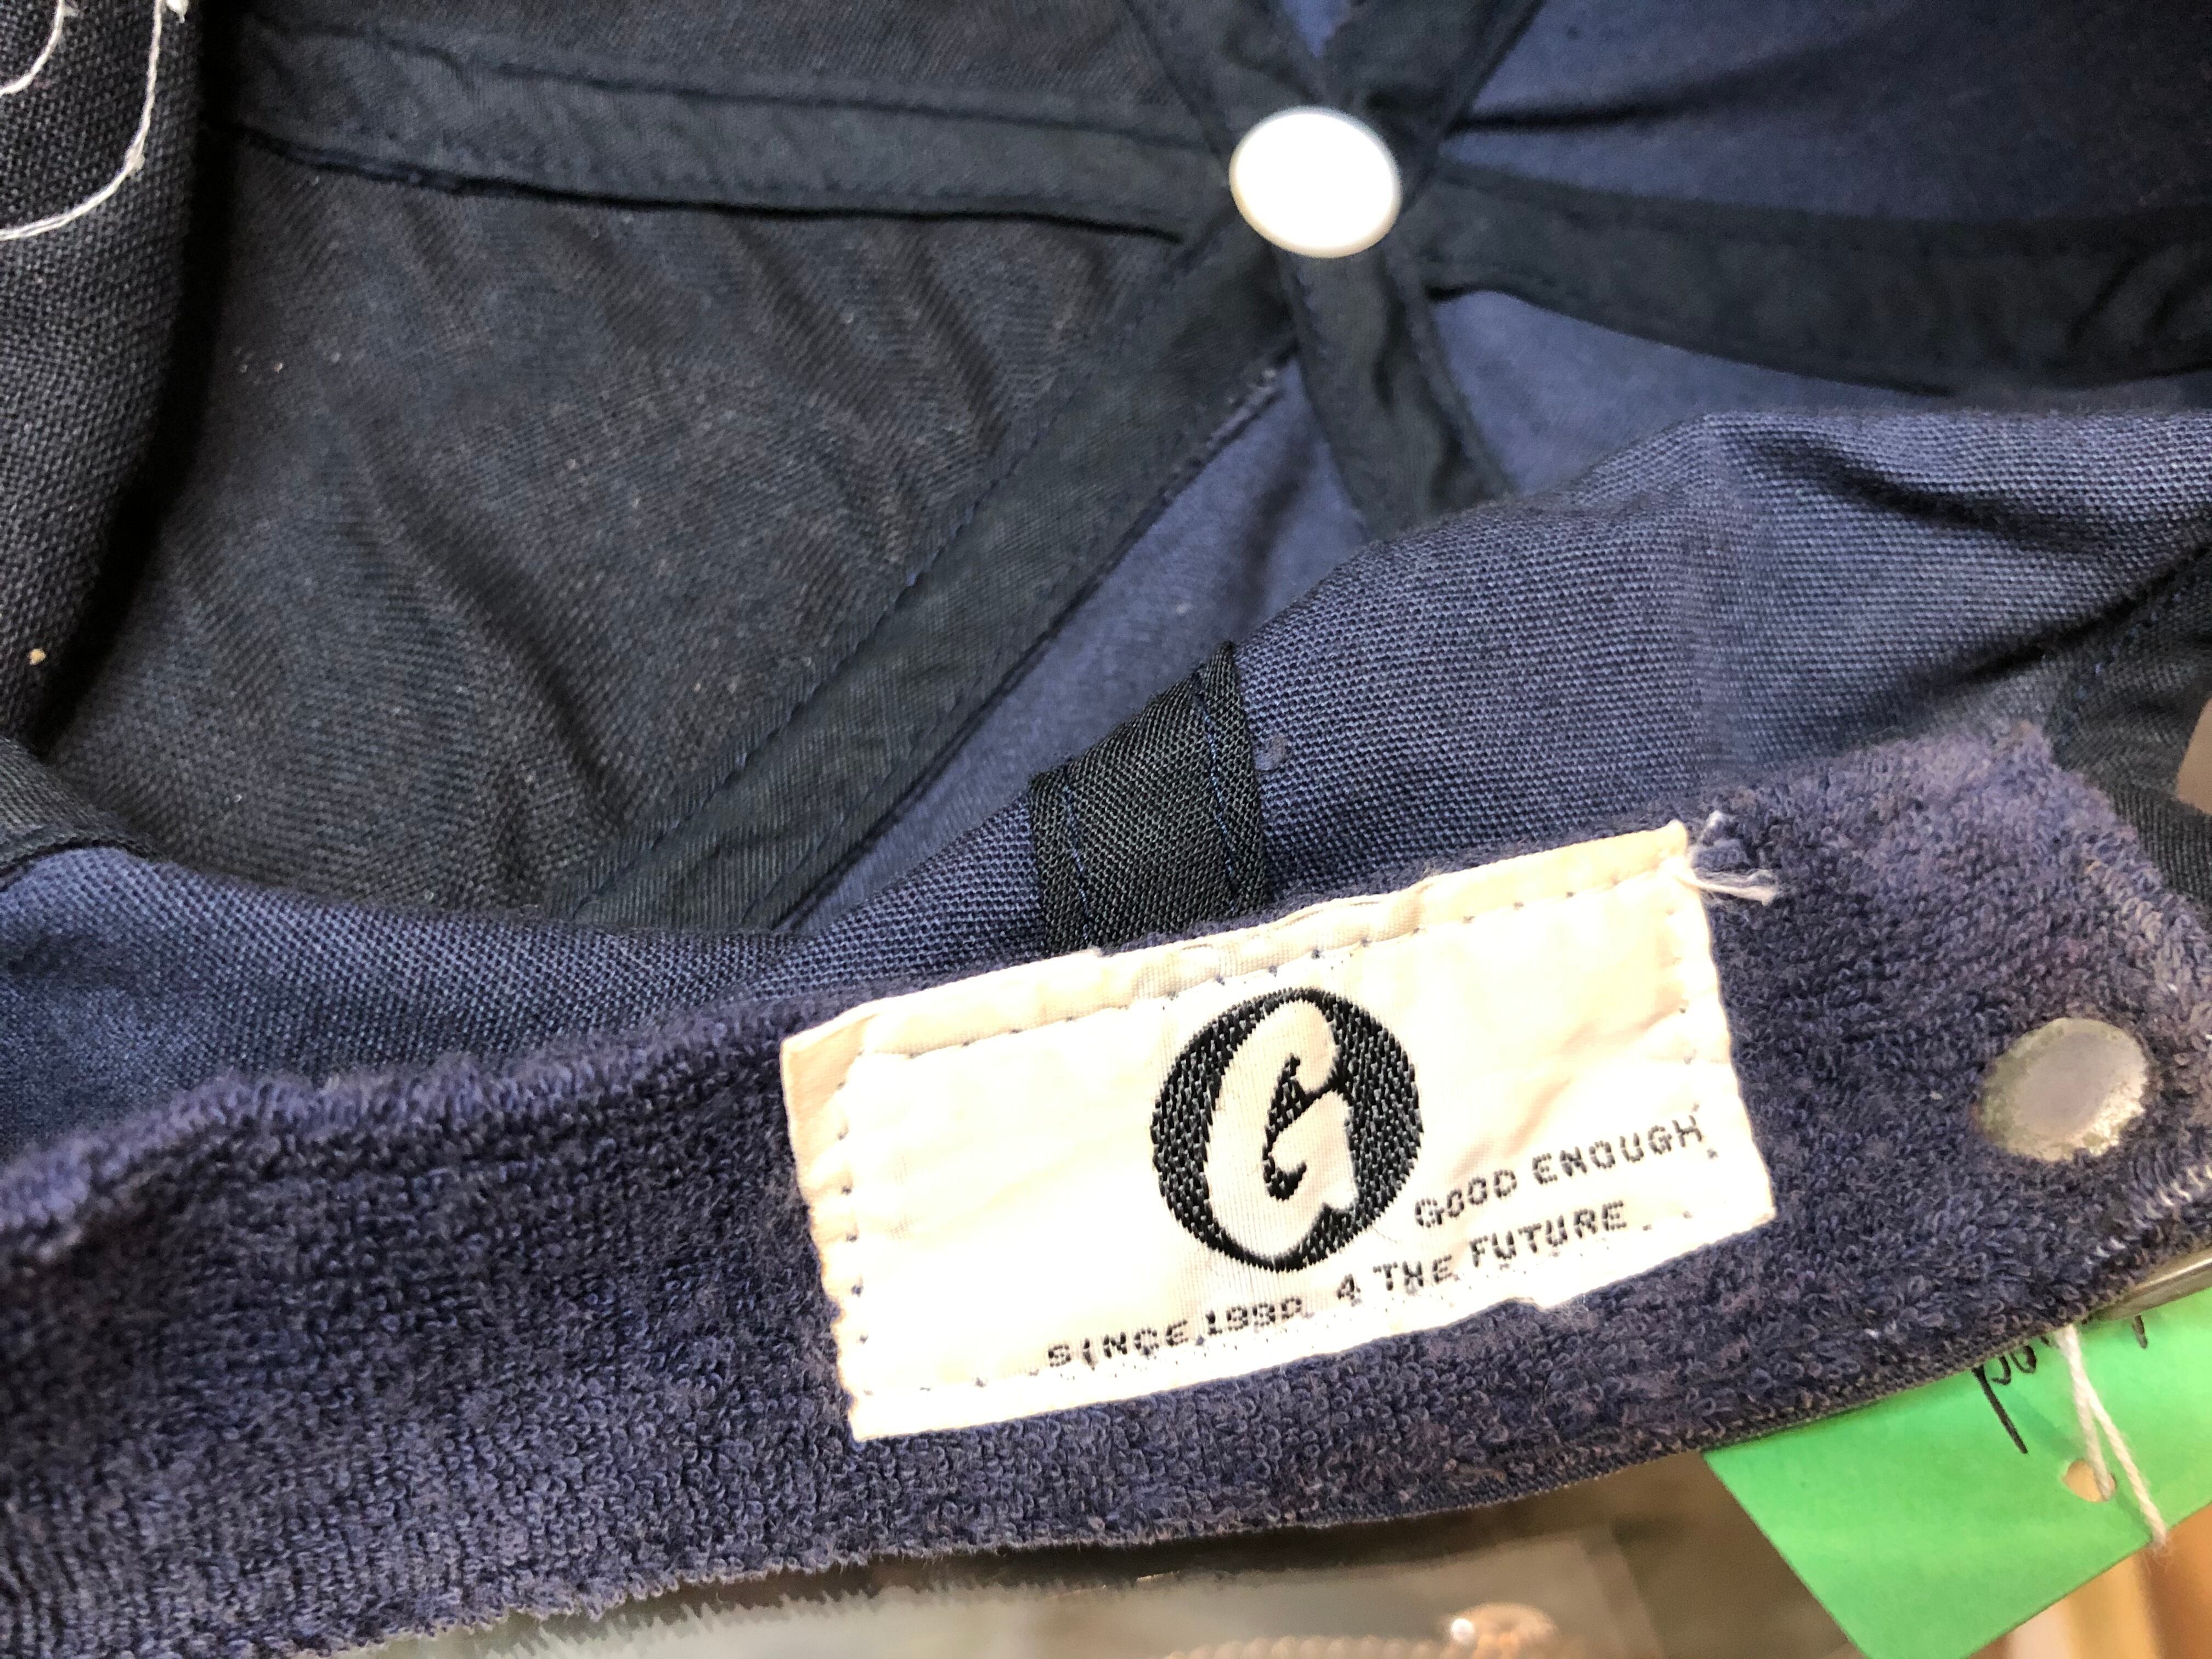 G
GOOD ENOUGH
SINCE 1990 4 THE FUTURE